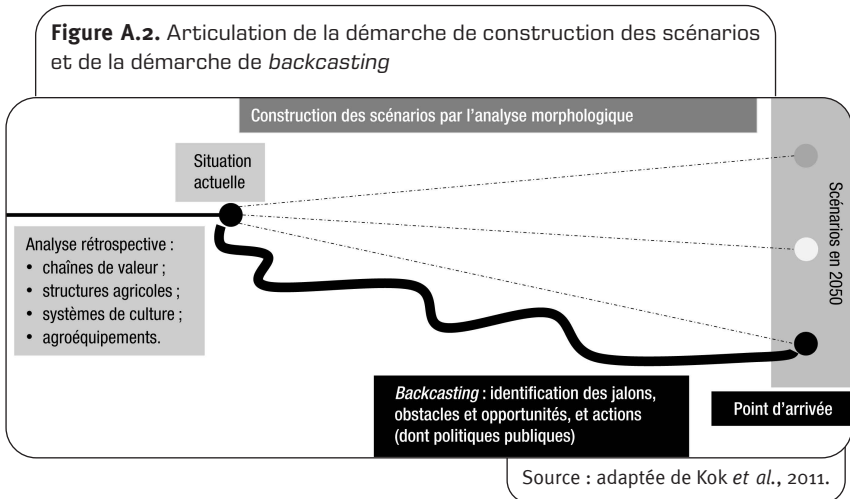 Figure A.2. Articulation de la démarche de construction des scénarios
et de la démarche de backcasting
Construction des scénarios par l'analyse morphologique
Situation
actuelle
Scénarios en 2050
Analyse rétrospective :
• chaînes de valeur ;
• structures agricoles ;
• systèmes de culture ;
• agroéquipements.
Backcasting : identification des jalons,
obstacles et opportunités, et actions
(dont politiques publiques)
Point d'arrivée
Source : adaptée de Kok et al., 2011.